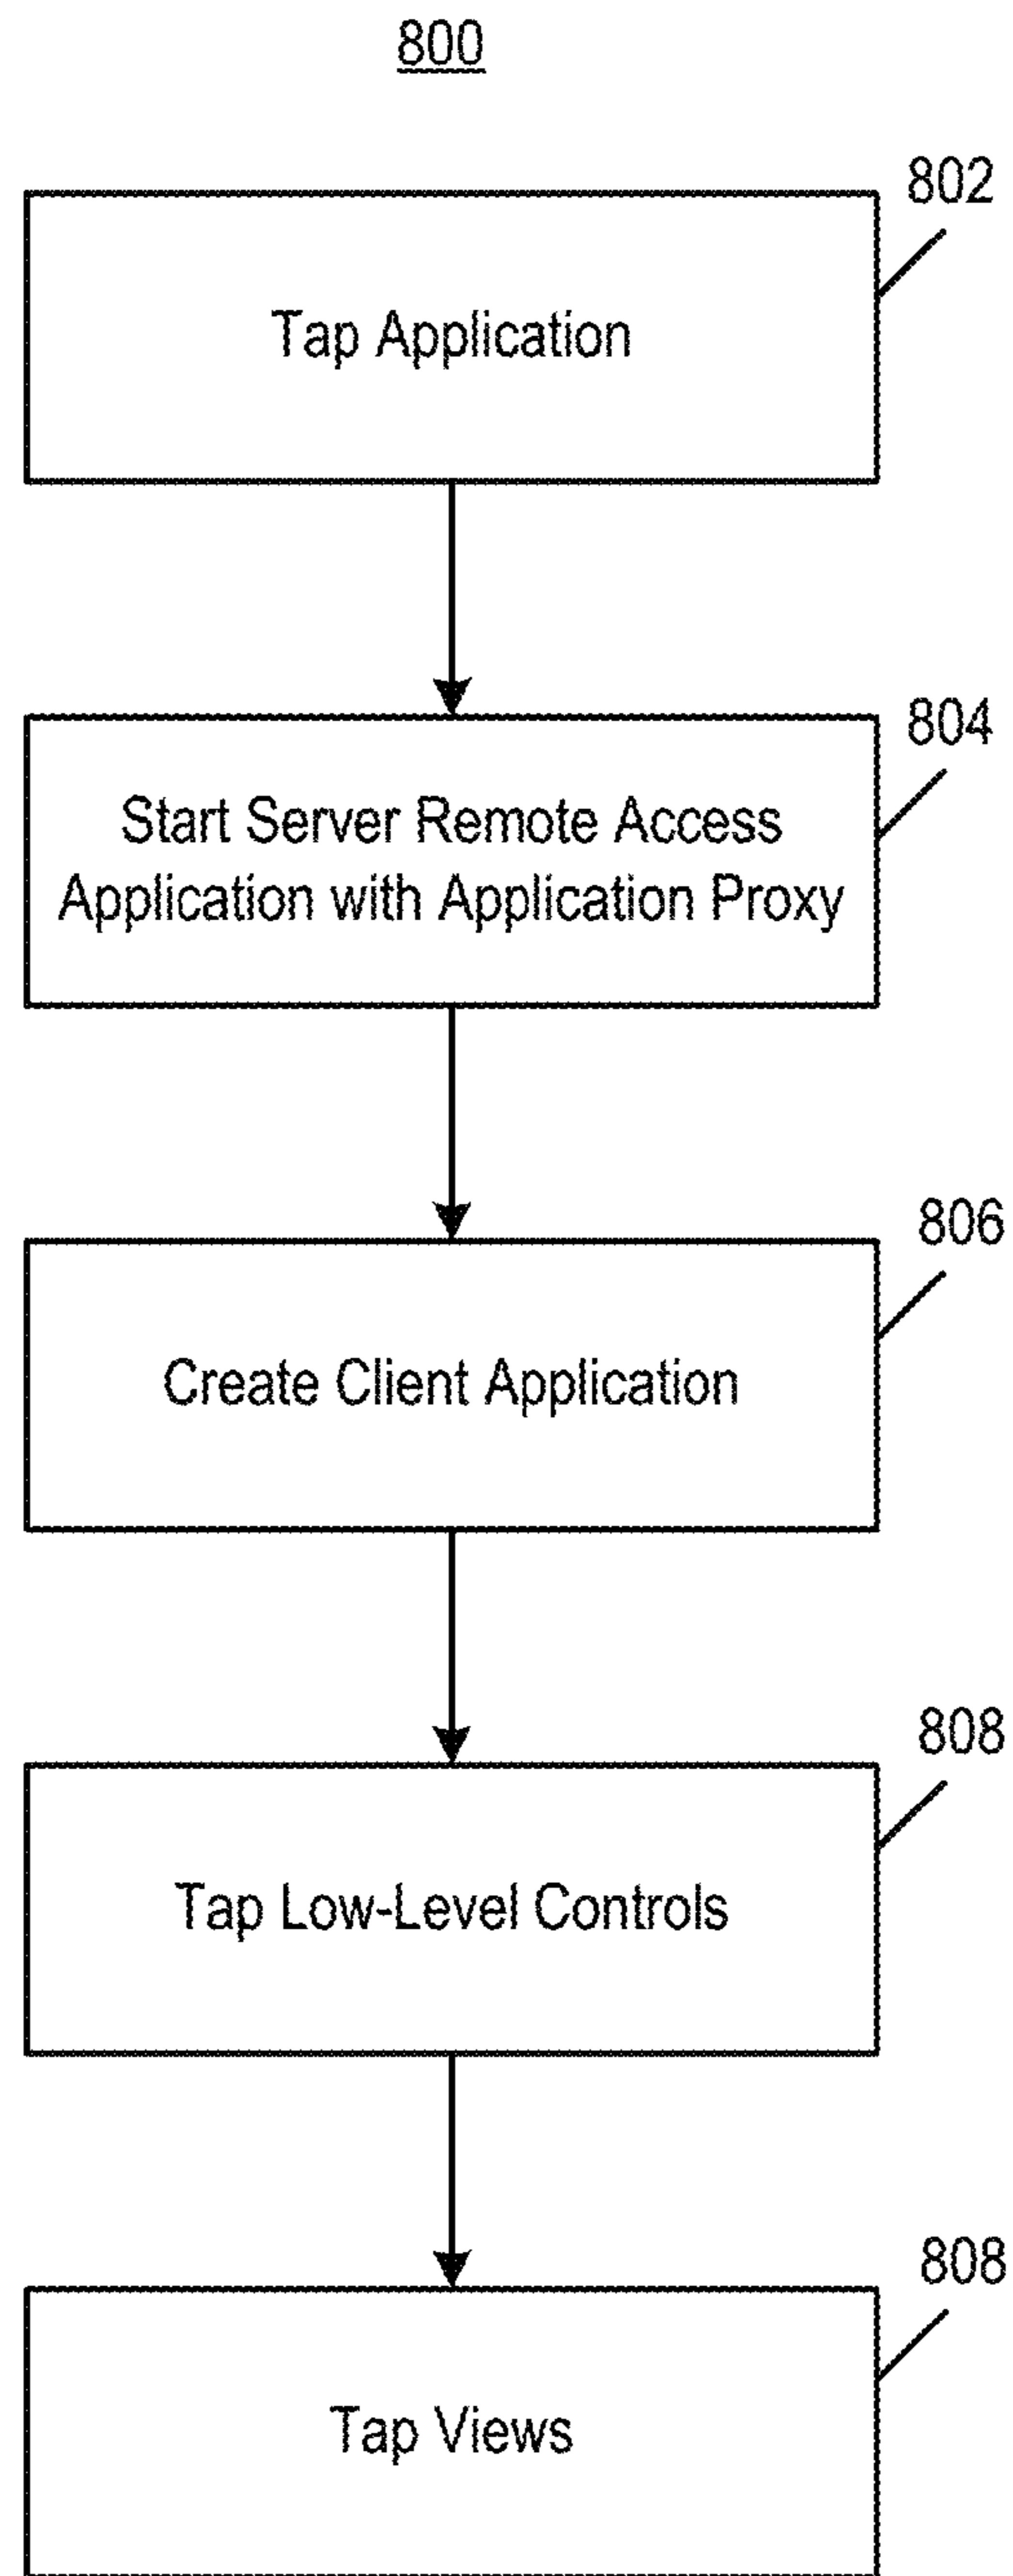 800
802
Tap Application
804
Start Server Remote Access
Application with Application Proxy
806
Create Client Application
808
Tap Low-Level Controls
808
Tap Views